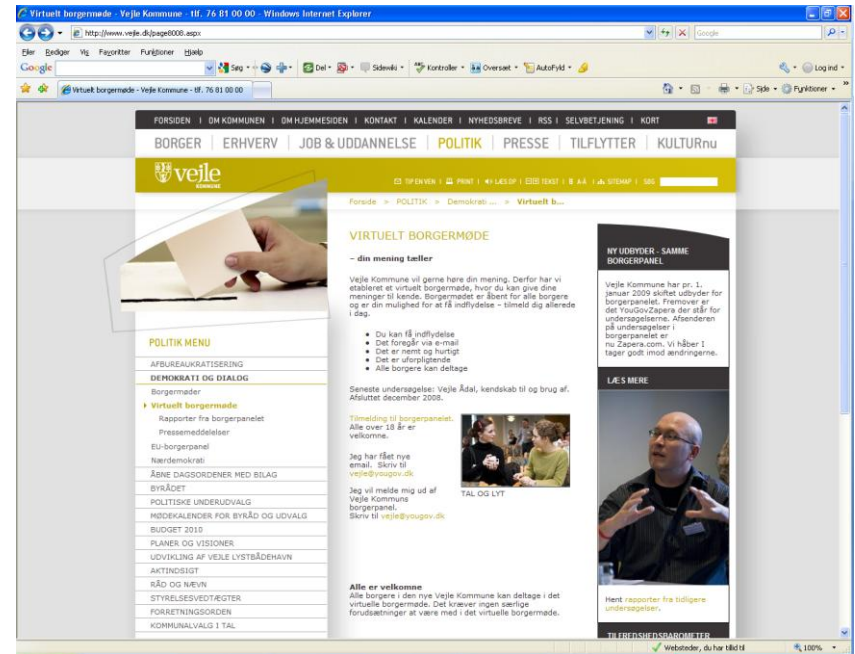 Virtuelt borgermøde - Vejle Kommune - tlf. 76 81 00 00 - Windows Internet Explorer
http://www.vejle.dk/page8008.aspx
Google
Filer Rediger Vis Favoritter Funktioner Hjælp
Google Søg Del Sidewiki Kontroller Oversæt AutoFyld Log ind
Virtuelt borgermøde - Vejle Kommune - tlf. 76 81 00 00
Side Funktioner
FORSIDEN I OM KOMMUNEN I OM HJEMMESIDEN I KONTAKT I KALENDER I NYHEDSBREVE I RSS I SELVBETJENING I KORT
BORGER | ERHVERV | JOB & UDDANNELSE | POLITIK | PRESSE | TILFLYTTER | KULTURnu
vejle
KOMMUNE
TIP EN VEN I PRINT I LÆS OP I TEKST I A-Å I SITEMAP I SØG
Forside » POLITIK » Demokrati ... » Virtuelt b...
VIRTUELT BORGERMØDE
– din mening tæller
Vejle Kommune vil gerne høre din mening. Derfor har vi
etableret et virtuelt borgermøde, hvor du kan give dine
meninger til kende. Borgermødet er åbent for alle borgere
og er din mulighed for at få indflydelse – tilmeld dig allerede
i dag.
• Du kan få indflydelse
• Det foregår via e-mail
• Det er nemt og hurtigt
• Det er uforpligtende
• Alle borgere kan deltage
Seneste undersøgelse: Vejle Ådal, kendskab til og brug af.
Afsluttet december 2008.
Tilmelding til borgerpanelet.
Alle over 18 år er
velkomne.
Jeg har fået nye
email. Skriv til
vejle@yougov.dk
Jeg vil melde mig ud af
Vejle Kommuns
borgerpanel.
Skriv til vejle@yougov.dk
TAL OG LYT
Alle er velkomne
Alle borgere i den nye Vejle Kommune kan deltage i det
virtuelle borgermøde. Det kræver ingen særlige
forudsætninger at være med i det virtuelle borgermøde.
POLITIK MENU
AFBUREAUKRATISERING
DEMOKRATI OG DIALOG
Borgermøder
Virtuelt borgermøde
Rapporter fra borgerpanelet
Pressemeddelelser
EU-borgerpanel
Nærdemokrati
ÅBNE DAGSORDENER MED BILAG
BYRÅDET
POLITISKE UNDERUDVALG
MØDEKALENDER FOR BYRÅD OG UDVALG
BUDGET 2010
PLANER OG VISIONER
UDVIKLING AF VEJLE LYSTBÅDEHAVN
AKTINDSIGT
RÅD OG NÆVN
STYRELSESVEDTÆGTER
FORRETNINGSORDEN
KOMMUNALVALG I TAL
NY UDBYDER - SAMME
BORGERPANEL
Vejle Kommune har pr. 1.
januar 2009 skiftet udbyder for
borgerpanelet. Fremover er
det YouGovZapera der står for
undersøgelserne. Afsenderen
på undersøgelser i
borgerpanelet er
nu Zapera.com. Vi håber I
tager godt imod ændringerne.
LÆS MERE
Hent rapporter fra tidligere
undersøgelser.
TILFREDSHEDSBAROMETER
Websteder, du har tillid til
100%